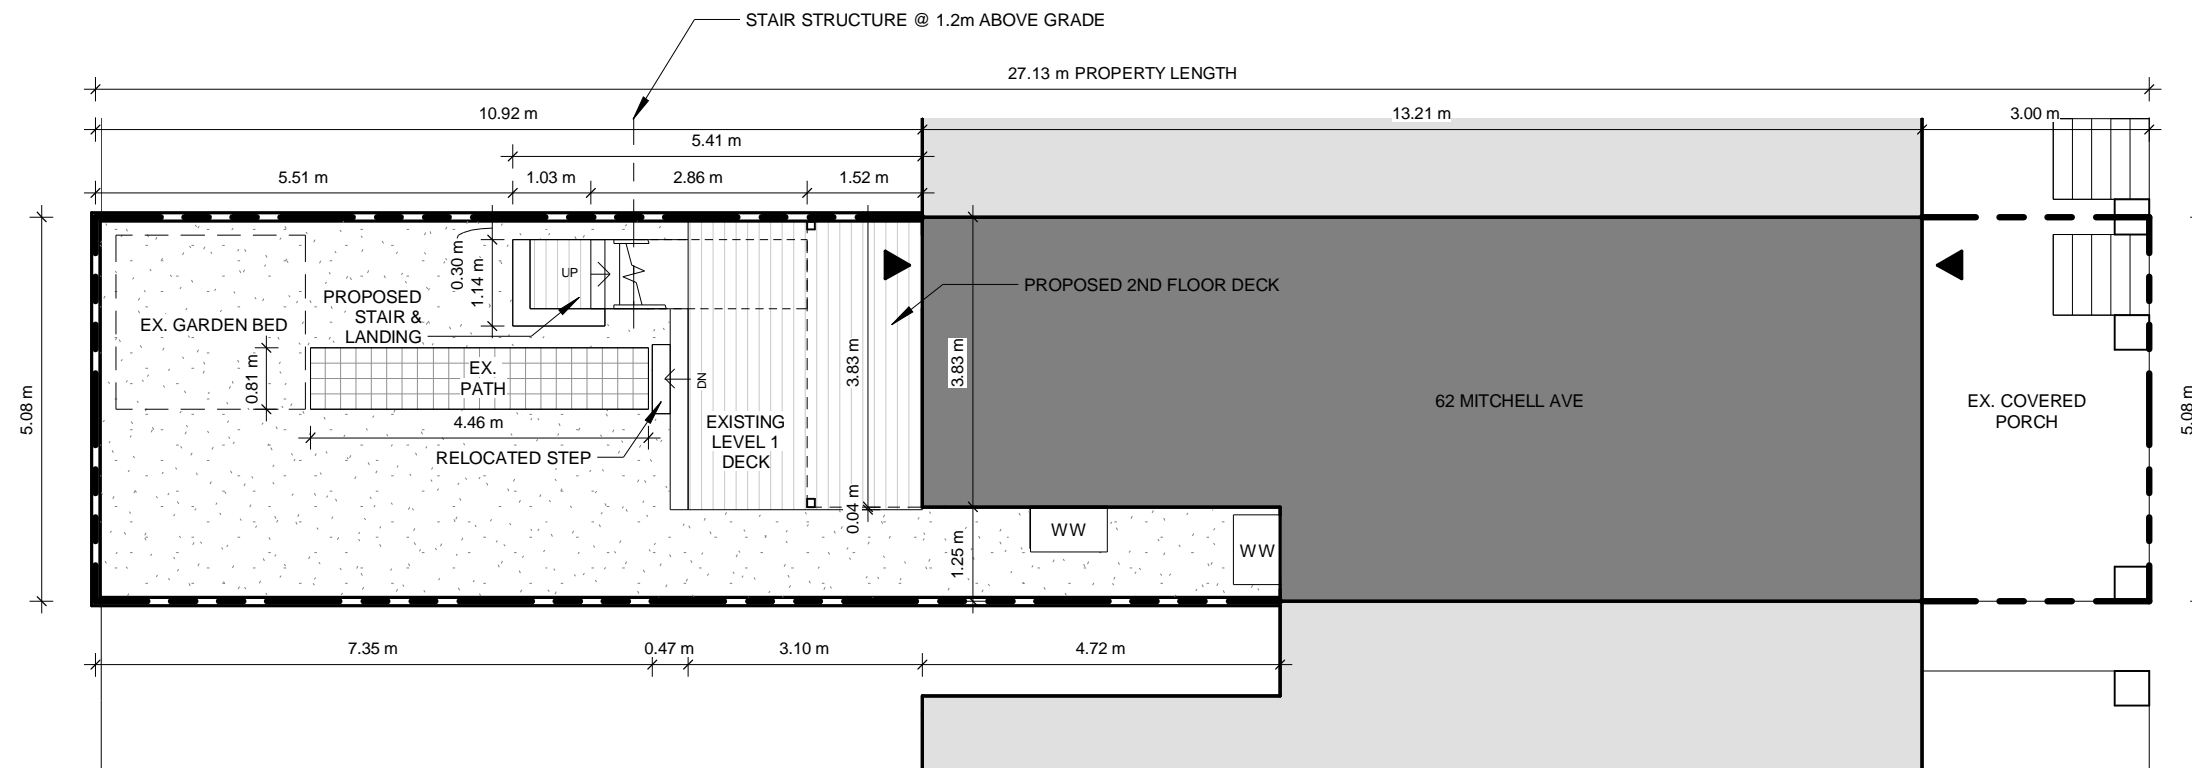 STAIR STRUCTURE @ 1.2m ABOVE GRADE
27.13 m PROPERTY LENGTH
10.92 m
13.21 m
3.00 m
5.41 m
5.51 m
1.03 m
2.86 m
1.52 m
0.30 m
1.14 m
UP
PROPOSED
STAIR &
LANDING
EX. GARDEN BED
PROPOSED 2ND FLOOR DECK
0.81 m
EX.
PATH
DN
3.83 m
3.83 m
5.08 m
62 MITCHELL AVE
EX. COVERED
PORCH
5.08 m
4.46 m
EXISTING
LEVEL 1
DECK
RELOCATED STEP
0.04 m
1.25 m
WW
WW
7.35 m
0.47 m
3.10 m
4.72 m